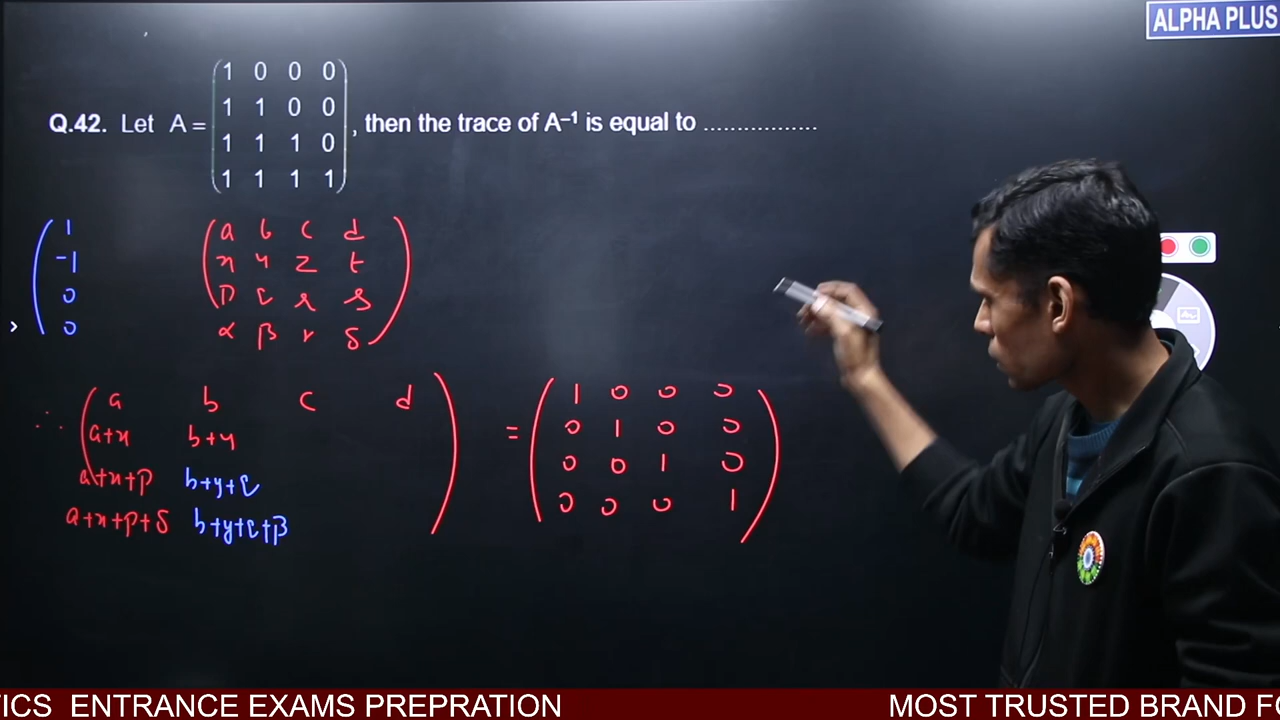 ALPHA PLUS
Q.42. Let A = (1 0 0 0
1 1 0 0
1 1 1 0
1 1 1 1), then the trace of A⁻¹ is equal to .................
(1
-1
0
0
(a b c d
x y z t
p q r s
α β γ δ)
∴ (a b c d)
a+x b+y
a+x+p b+y+q
a+x+p+δ b+y+q+β
= (1 0 0 0
0 1 0 0
0 0 1 0
0 0 0 1)
TICS ENTRANCE EXAMS PREPRATION
MOST TRUSTED BRAND FO